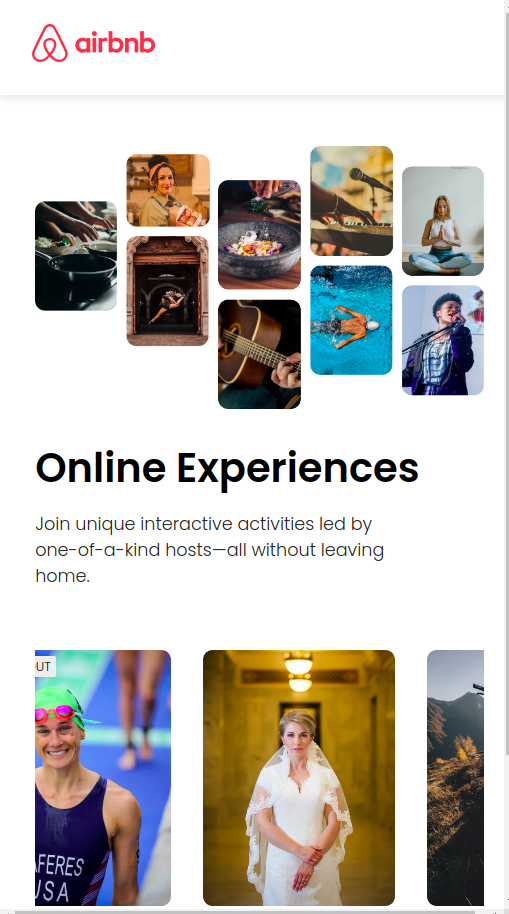 airbnb
Online Experiences
Join unique interactive activities led by
one-of-a-kind hosts—all without leaving
home.
OUT
AFERES
USA